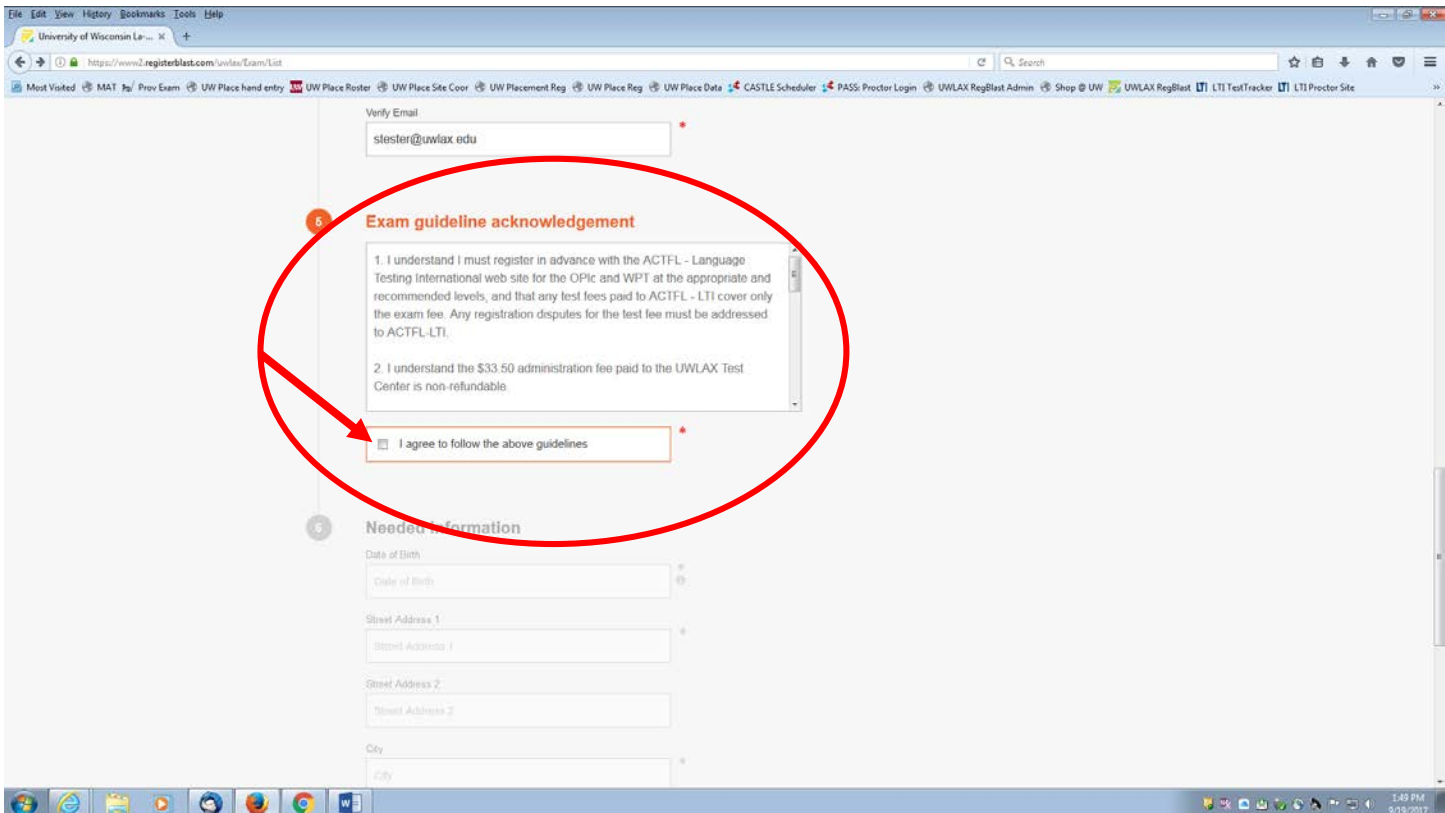 File Edit View History Bookmarks Tools Help
University of Wisconsin La-... × +
https://www2.registerblast.com/uwlax/Exam/List
Search
Most Visited MAT Prov Exam UW Place hand entry UW Place Roster UW Place Site Coor UW Placement Reg UW Place Reg UW Place Data CASTLE Scheduler PASS: Proctor Login UWLAX RegBlast Admin Shop @ UW UWLAX RegBlast LTI LTI TestTracker LTI LTI Proctor Site »
Verify Email
stester@uwlax.edu *
5 Exam guideline acknowledgement
1. I understand I must register in advance with the ACTFL - Language
Testing International web site for the OPIc and WPT at the appropriate and
recommended levels, and that any test fees paid to ACTFL - LTI cover only
the exam fee. Any registration disputes for the test fee must be addressed
to ACTFL-LTI.
2. I understand the $33.50 administration fee paid to the UWLAX Test
Center is non-refundable.
I agree to follow the above guidelines *
6 Needed Information
Date of Birth
Date of Birth *
Street Address 1
Street Address 1 *
Street Address 2
Street Address 2
City
City *
1:49 PM
9/19/2017